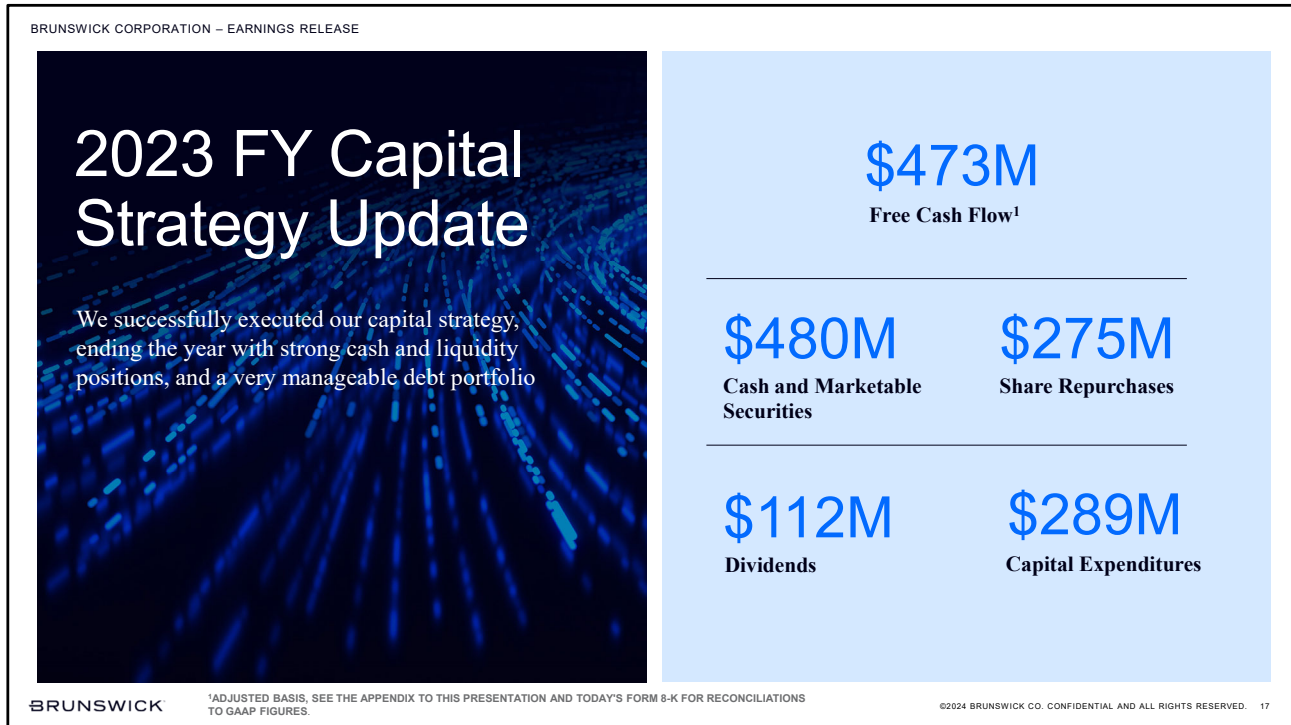 BRUNSWICK CORPORATION – EARNINGS RELEASE
2023 FY Capital
Strategy Update
We successfully executed our capital strategy,
ending the year with strong cash and liquidity
positions, and a very manageable debt portfolio
$473M
Free Cash Flow¹
$480M
Cash and Marketable
Securities
$275M
Share Repurchases
$112M
Dividends
$289M
Capital Expenditures
BRUNSWICK
¹ADJUSTED BASIS, SEE THE APPENDIX TO THIS PRESENTATION AND TODAY'S FORM 8-K FOR RECONCILIATIONS
TO GAAP FIGURES.
©2024 BRUNSWICK CO. CONFIDENTIAL AND ALL RIGHTS RESERVED. 17